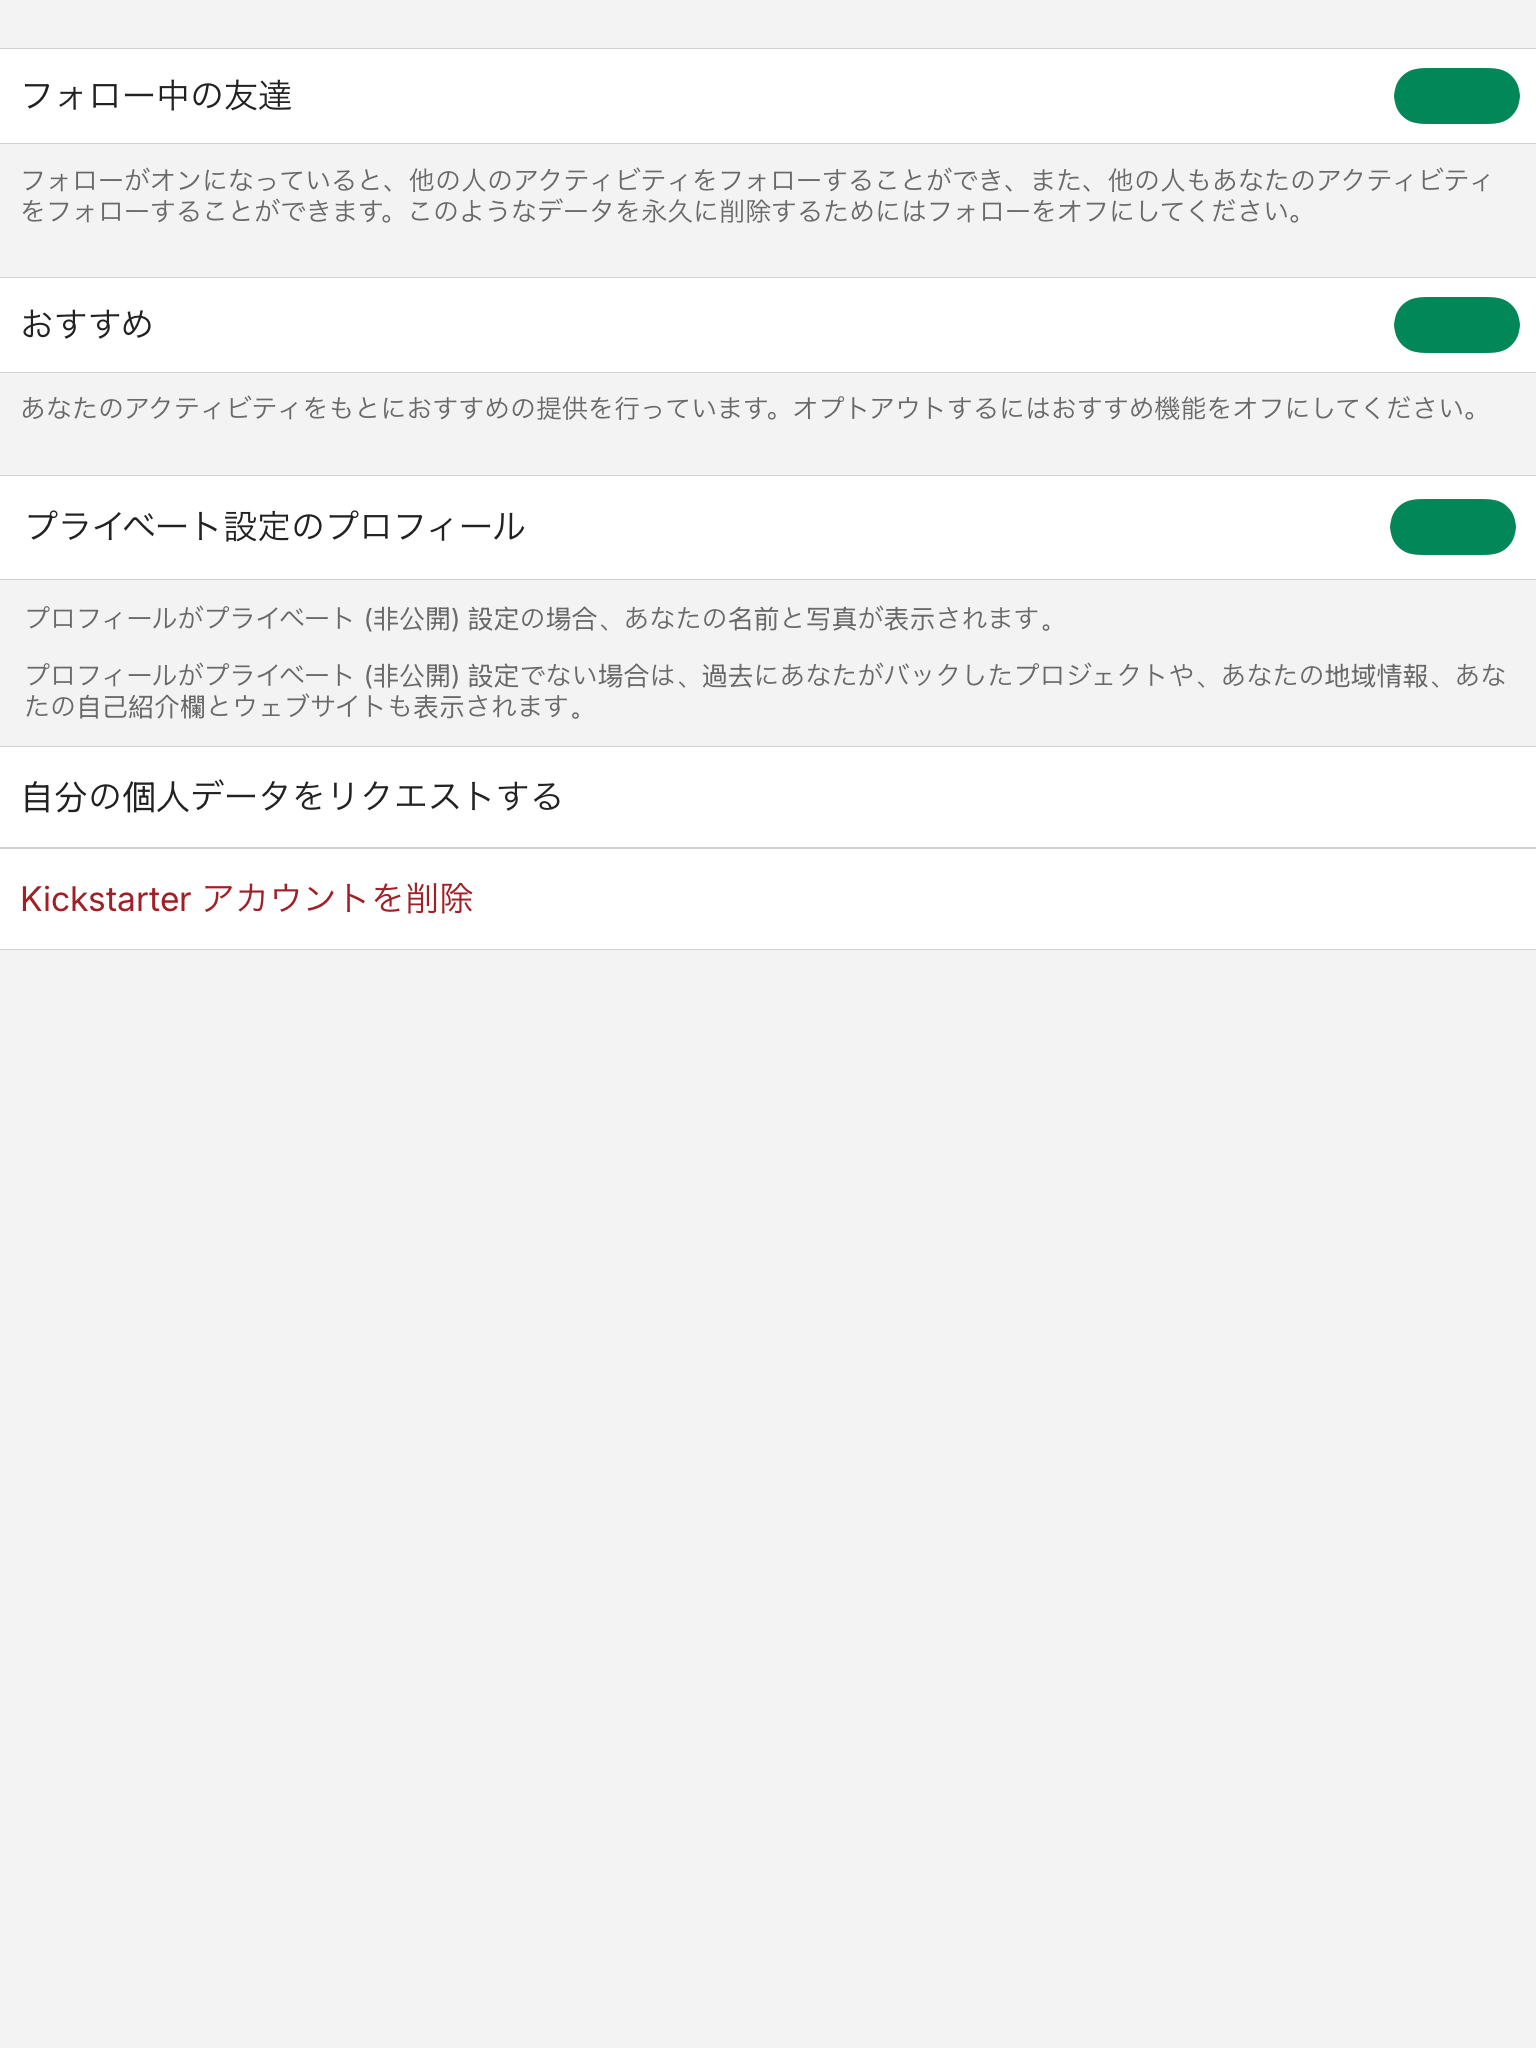 フォロー中の友達
フォローがオンになっていると、他の人のアクティビティをフォローすることができ、また、他の人もあなたのアクティビティ
をフォローすることができます。このようなデータを永久に削除するためにはフォローをオフにしてください。
おすすめ
あなたのアクティビティをもとにおすすめの提供を行っています。オプトアウトするにはおすすめ機能をオフにしてください。
プライベート設定のプロフィール
プロフィールがプライベート (非公開) 設定の場合、あなたの名前と写真が表示されます。
プロフィールがプライベート (非公開) 設定でない場合は、過去にあなたがバックしたプロジェクトや、あなたの地域情報、あな
たの自己紹介欄とウェブサイトも表示されます。
自分の個人データをリクエストする
Kickstarter アカウントを削除